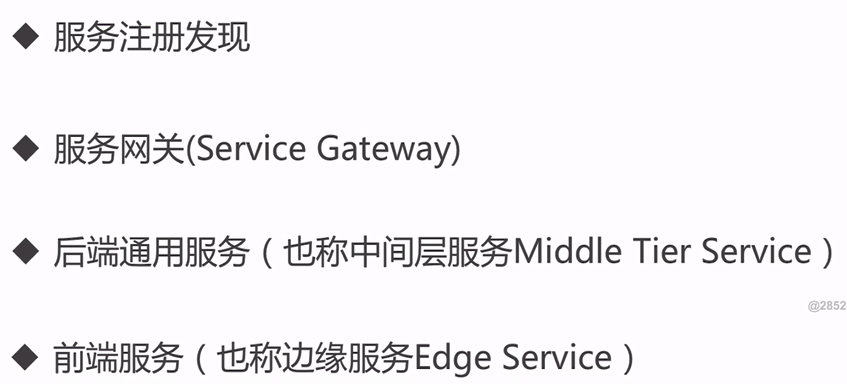 ◆ 服务注册发现
◆ 服务网关(Service Gateway)
◆ 后端通用服务（也称中间层服务Middle Tier Service）
@2852
◆ 前端服务（也称边缘服务Edge Service）